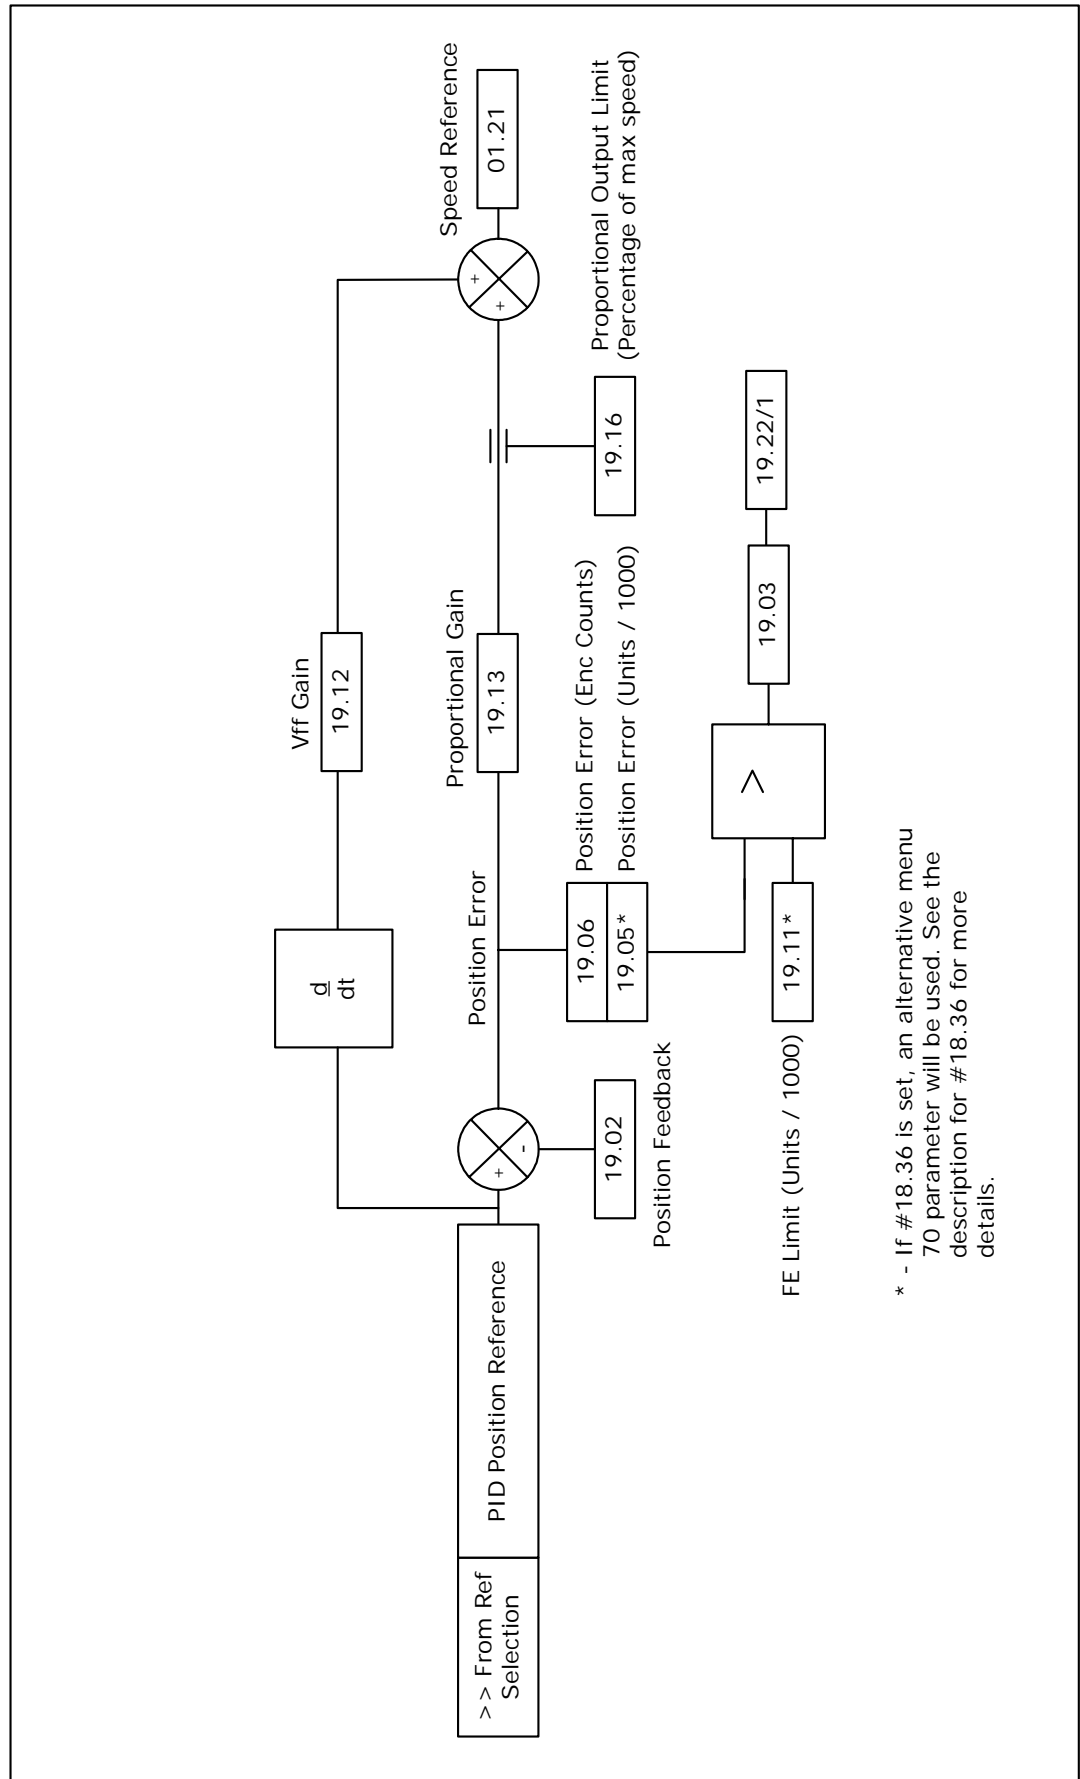 >> From Ref
Selection
PID Position Reference
d
dt
Vff Gain
19.12
+
-
19.02
Position Feedback
Position Error
Proportional Gain
19.13
19.06
19.05*
Position Error (Enc Counts)
Position Error (Units / 1000)
19.16
Proportional Output Limit
(Percentage of max speed)
+
+
Speed Reference
01.21
FE Limit (Units / 1000)
19.11*
>
19.03
19.22/1
* - If #18.36 is set, an alternative menu
70 parameter will be used. See the
description for #18.36 for more
details.